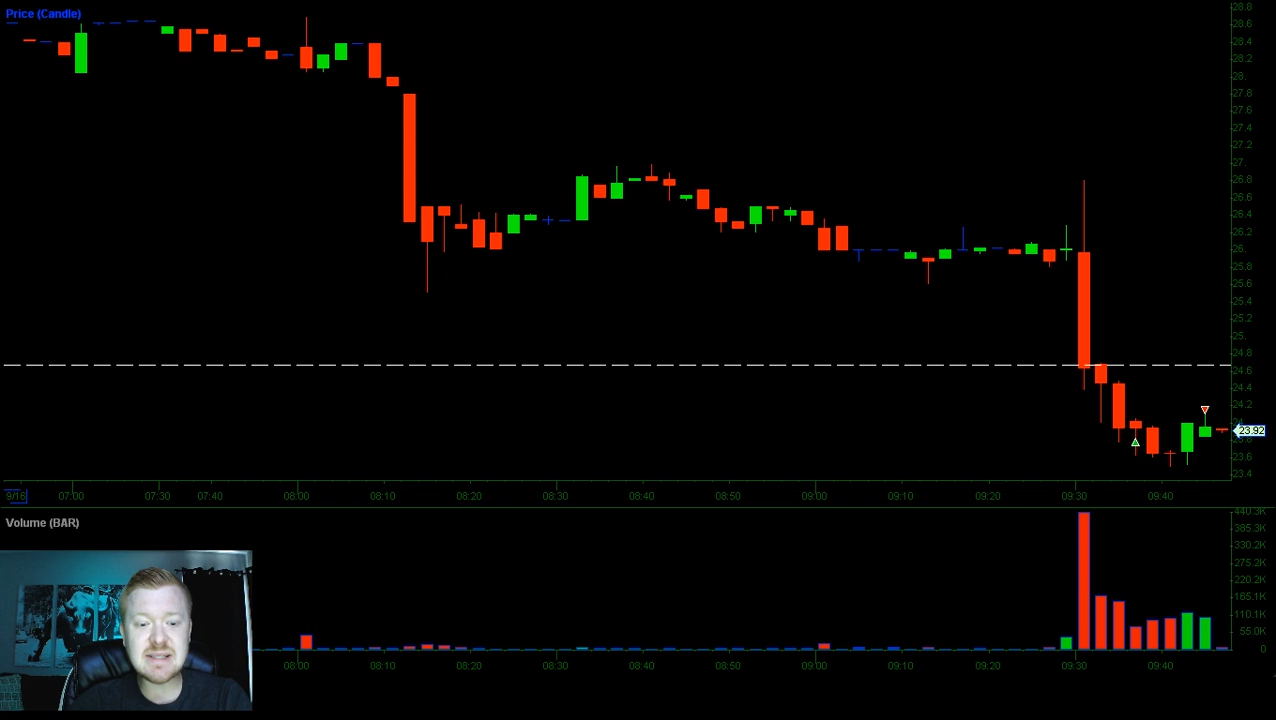 Price (Candle)
28.8
28.6
28.4
28.2
28.
27.8
27.6
27.4
27.2
27.
26.8
26.6
26.4
26.2
26.
25.8
25.6
25.4
25.2
25.
24.8
24.6
24.4
24.2
23.92
23.6
23.4
9/16 07:00 07:30 07:40 08:00 08:10 08:30 08:40 08:50 09:00 09:10 09:20 09:30 09:40
Volume (BAR)
440.3K
385.3K
330.2K
275.2K
220.2K
165.1K
110.1K
55.0K
0
08:00 08:10 08:20 08:30 08:40 08:50 09:00 09:10 09:20 09:30 09:40